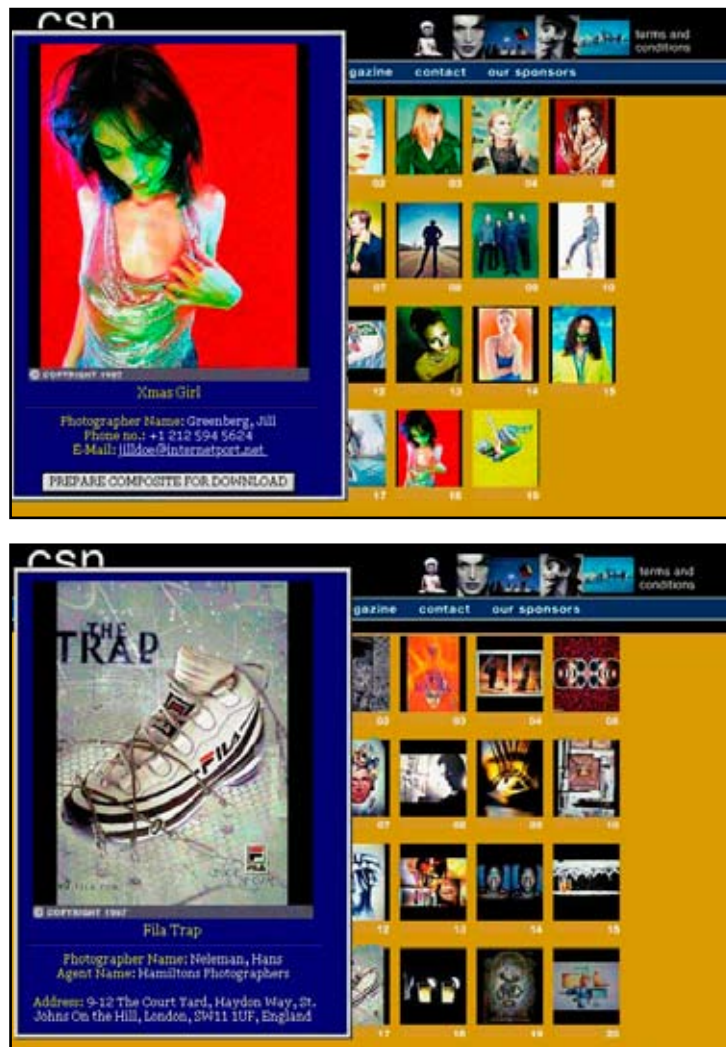 csn
terms and
conditions
gazine contact our sponsors
02 03 04 05
07 08 09 10
12 13 14 15
17 18 19
© COPYRIGHT 1997
Xmas Girl
Photographer Name: Greenberg, Jill
Phone no.: +1 212 594 5624
E-Mail: jilldoe@internetport.net
PREPARE COMPOSITE FOR DOWNLOAD
csn
terms and
conditions
gazine contact our sponsors
02 03 04 05
07 08 09 10
12 13 14 15
17 18 19 20
THE
TRAP
FILA
© COPYRIGHT 1997
Fila Trap
Photographer Name: Neleman, Hans
Agent Name: Hamiltons Photographers
Address: 9-12 The Court Yard, Haydon Way, St.
Johns On the Hill, London, SW11 1UF, England